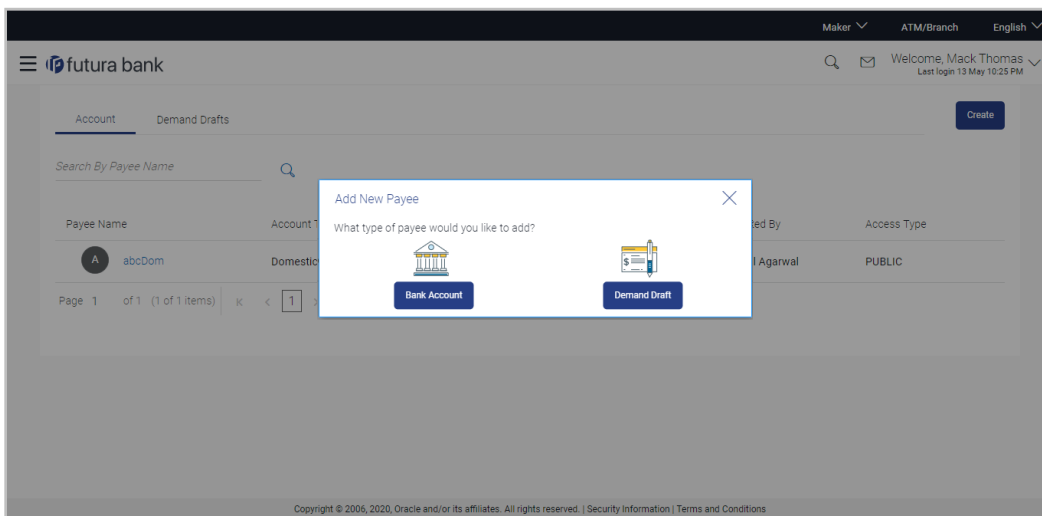 Maker ATM/Branch English
futura bank
Welcome, Mack Thomas
Last login 13 May 10:25 PM
Account Demand Drafts Create
Search By Payee Name
Add New Payee
What type of payee would you like to add?
Payee Name Account By Access Type
A abcDom Agarwal PUBLIC
$
Page 1 of 1 (1 of 1 items) K < 1
Bank Account Demand Draft
Copyright © 2006, 2020, Oracle and/or its affiliates. All rights reserved. | Security Information | Terms and Conditions